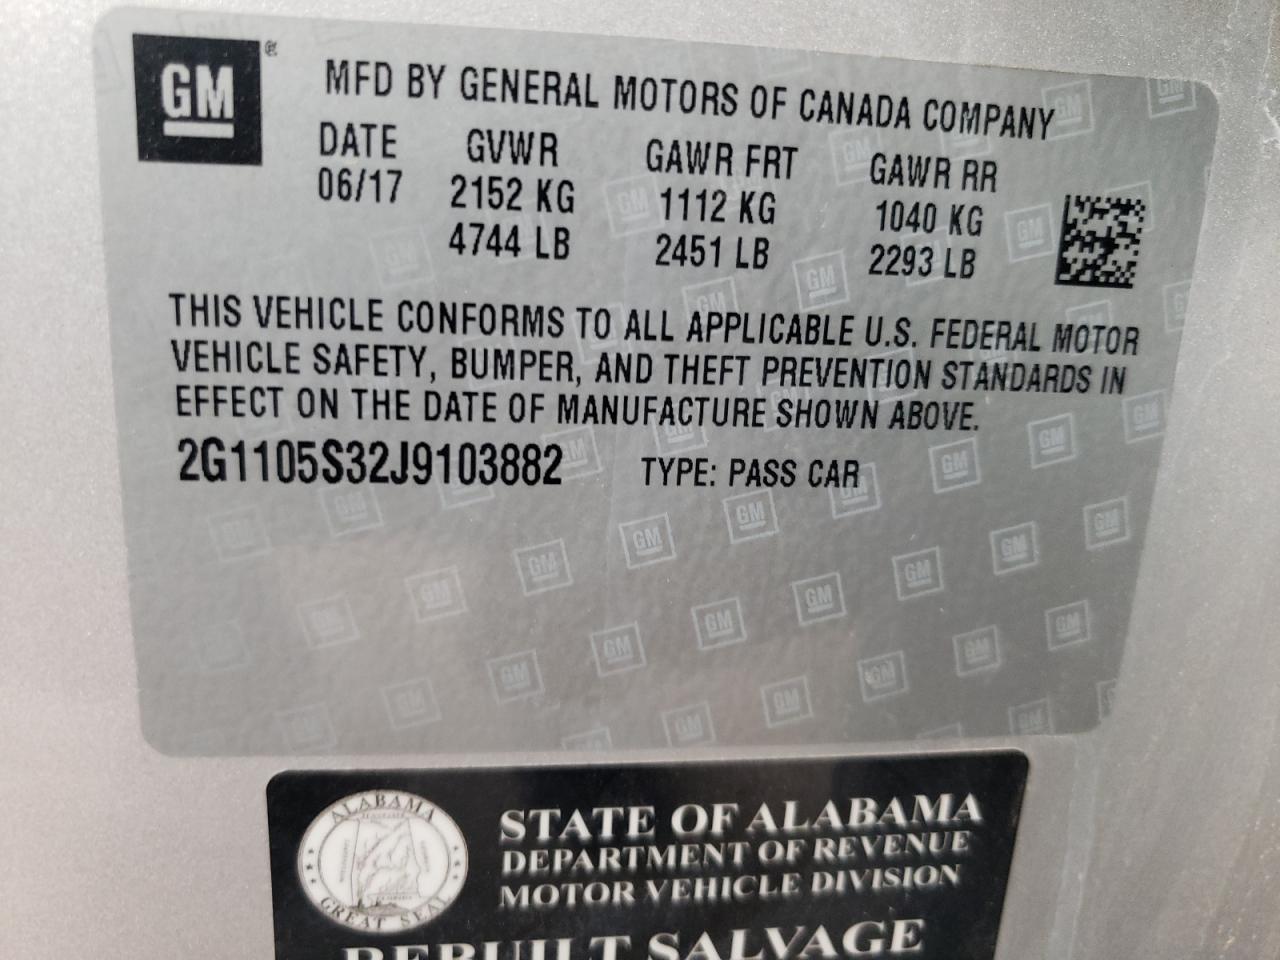 GM ®
MFD BY GENERAL MOTORS OF CANADA COMPANY
DATE GVWR GAWR FRT GAWR RR
06/17 2152 KG 1112 KG 1040 KG
4744 LB 2451 LB 2293 LB
THIS VEHICLE CONFORMS TO ALL APPLICABLE U.S. FEDERAL MOTOR
VEHICLE SAFETY, BUMPER, AND THEFT PREVENTION STANDARDS IN
EFFECT ON THE DATE OF MANUFACTURE SHOWN ABOVE.
2G1105S32J9103882 TYPE: PASS CAR
ALABAMA
GREAT SEAL
STATE OF ALABAMA
DEPARTMENT OF REVENUE
MOTOR VEHICLE DIVISION
REBUILT SALVAGE